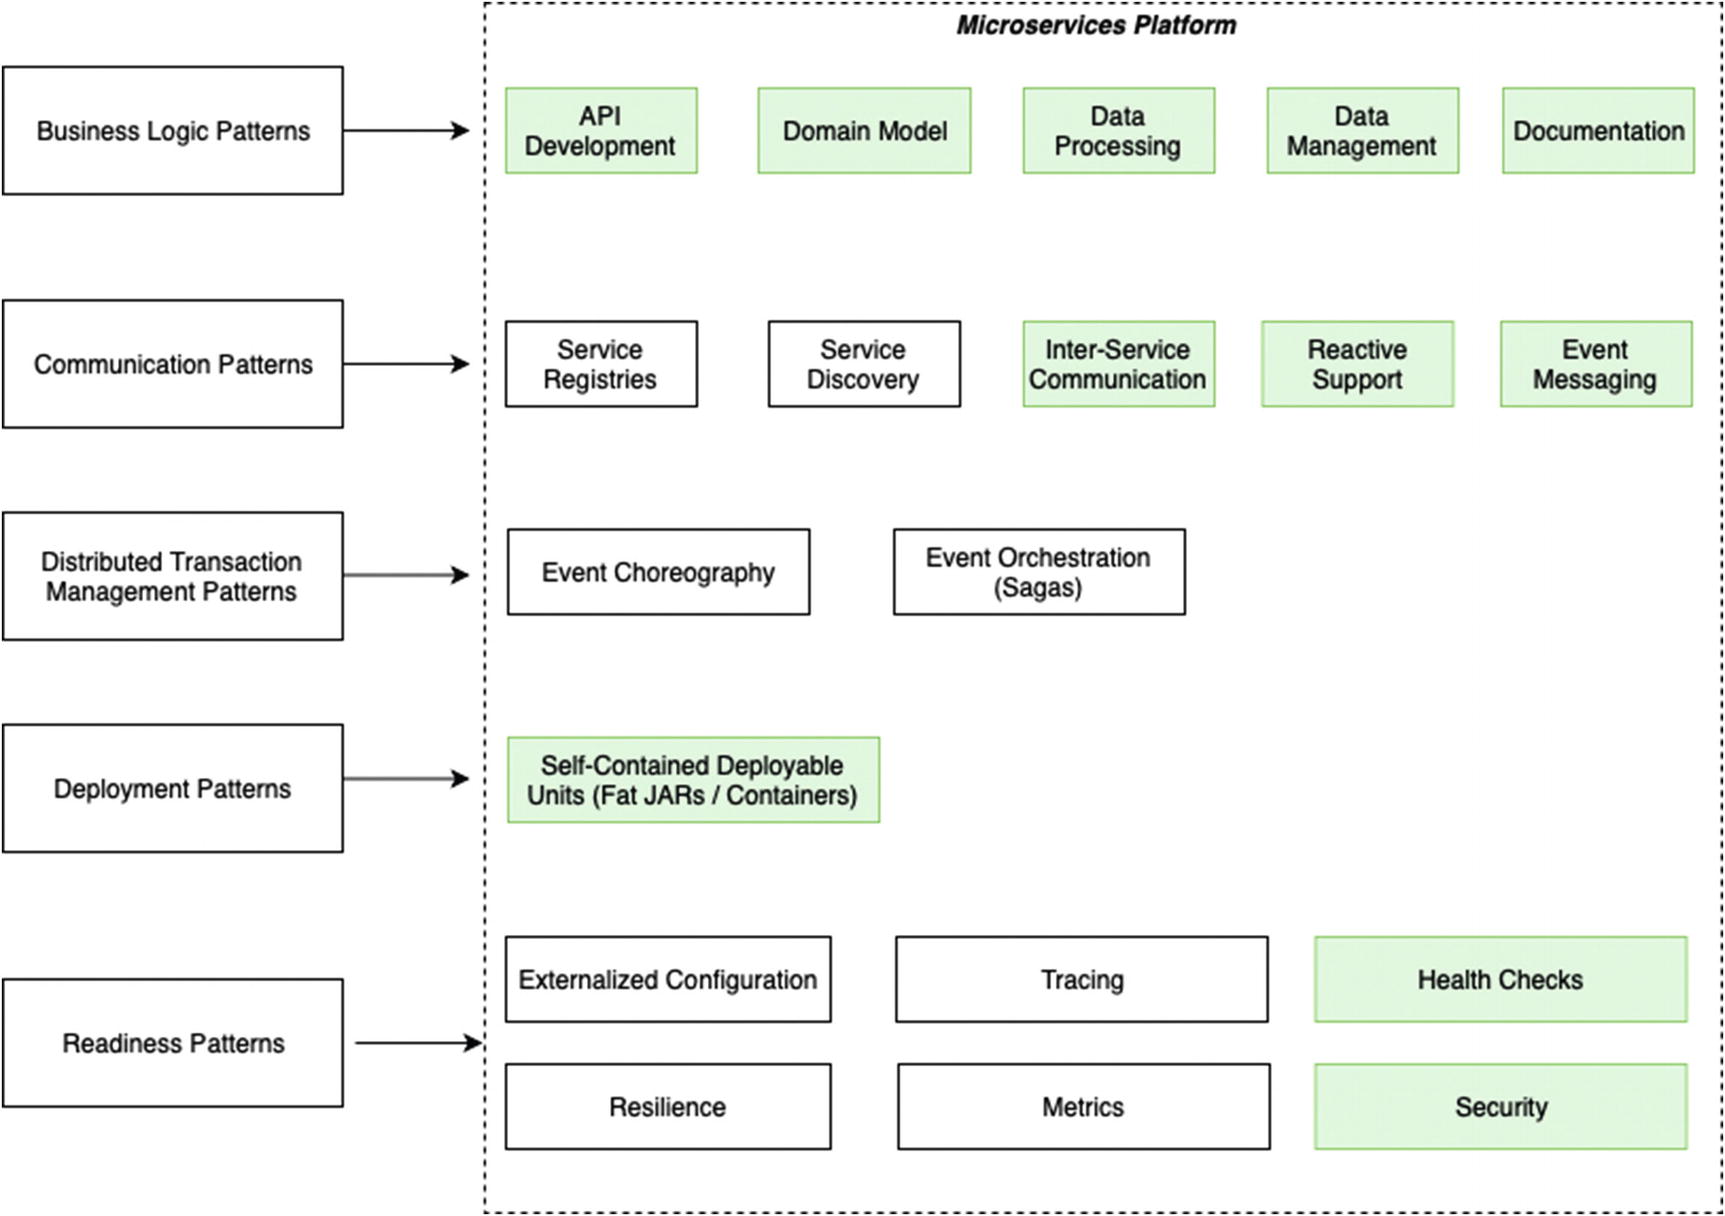 Microservices Platform
Business Logic Patterns
API
Development
Domain Model
Data
Processing
Data
Management
Documentation
Communication Patterns
Service
Registries
Service
Discovery
Inter-Service
Communication
Reactive
Support
Event
Messaging
Distributed Transaction
Management Patterns
Event Choreography
Event Orchestration
(Sagas)
Deployment Patterns
Self-Contained Deployable
Units (Fat JARs / Containers)
Readiness Patterns
Externalized Configuration
Tracing
Health Checks
Resilience
Metrics
Security